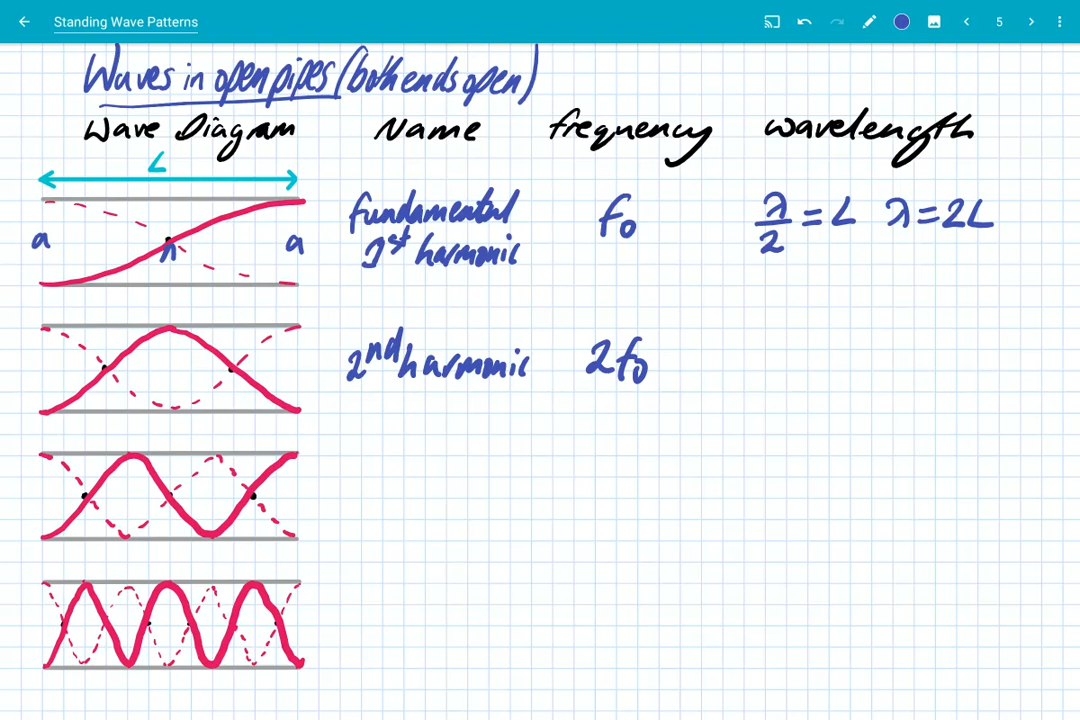 Standing Wave Patterns
5
Waves in open pipes (both ends open)
Wave Diagram Name frequency wavelength
L
fundamental
1st harmonic
f₀
λ/2 = L λ = 2L
a
n
a
2nd harmonic 2f₀